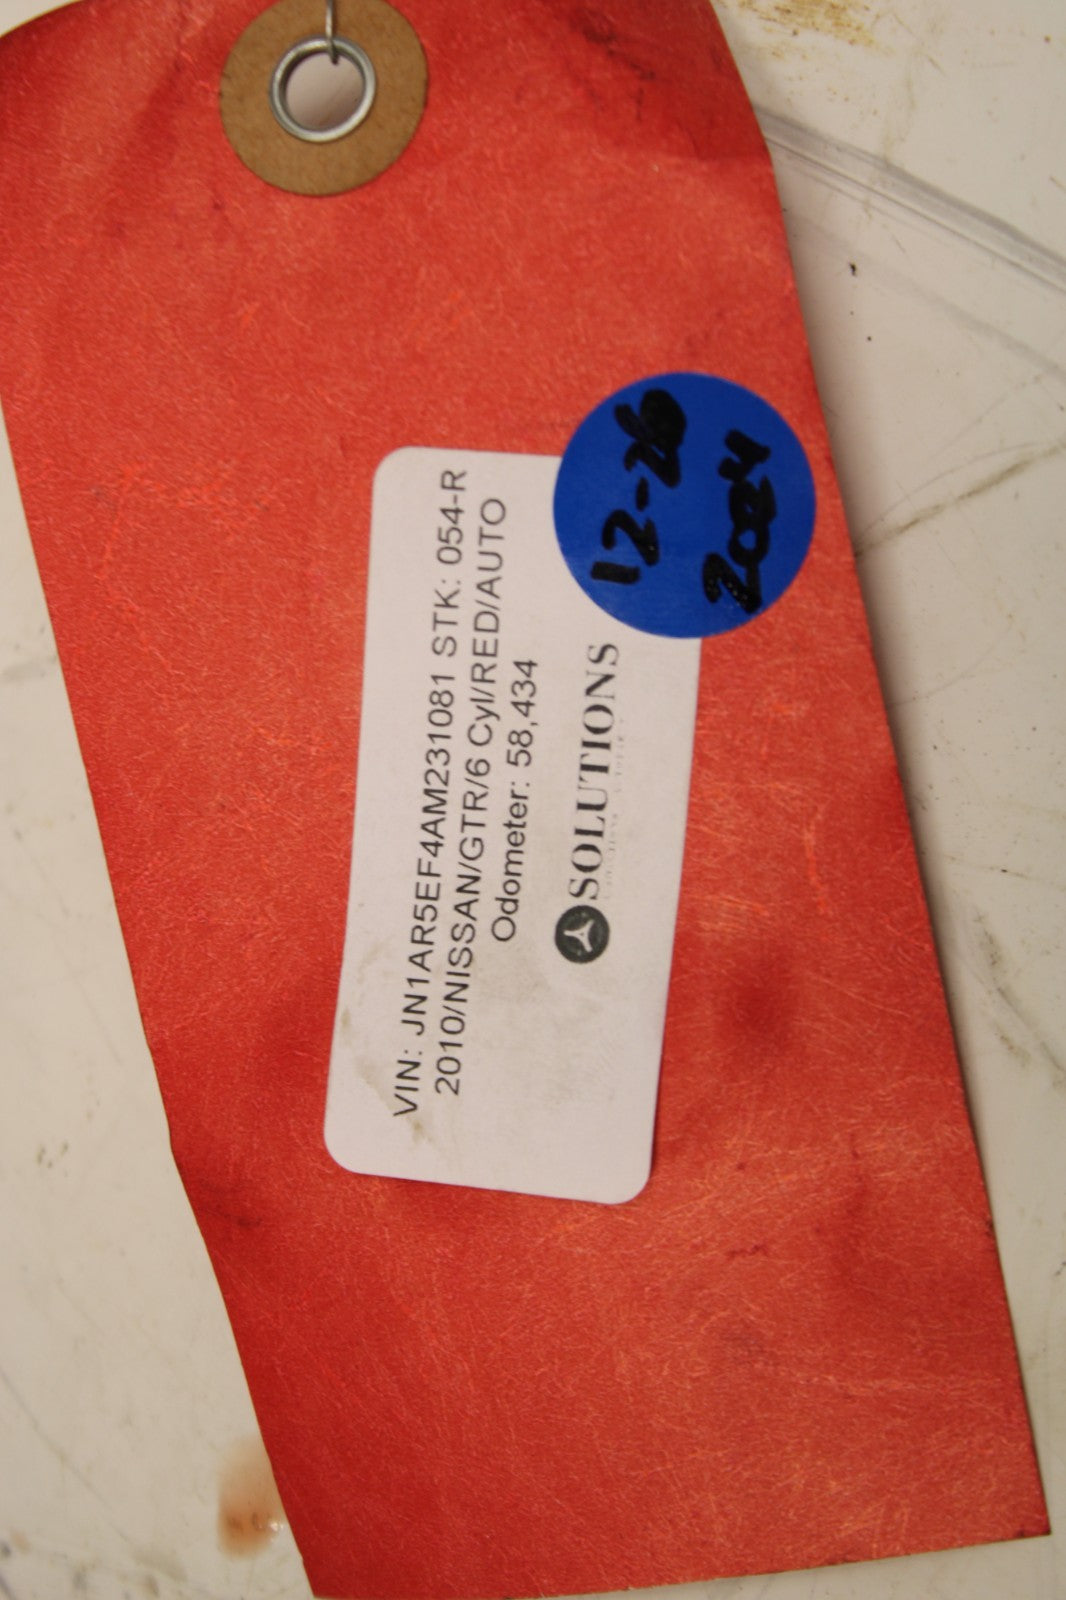 VIN: JN1AR5EF4AM231081 STK: 054-R
2010/NISSAN/GTR/6 Cyl/RED/AUTO
Odometer: 58,434
SOLUTIONS
12-26
2024